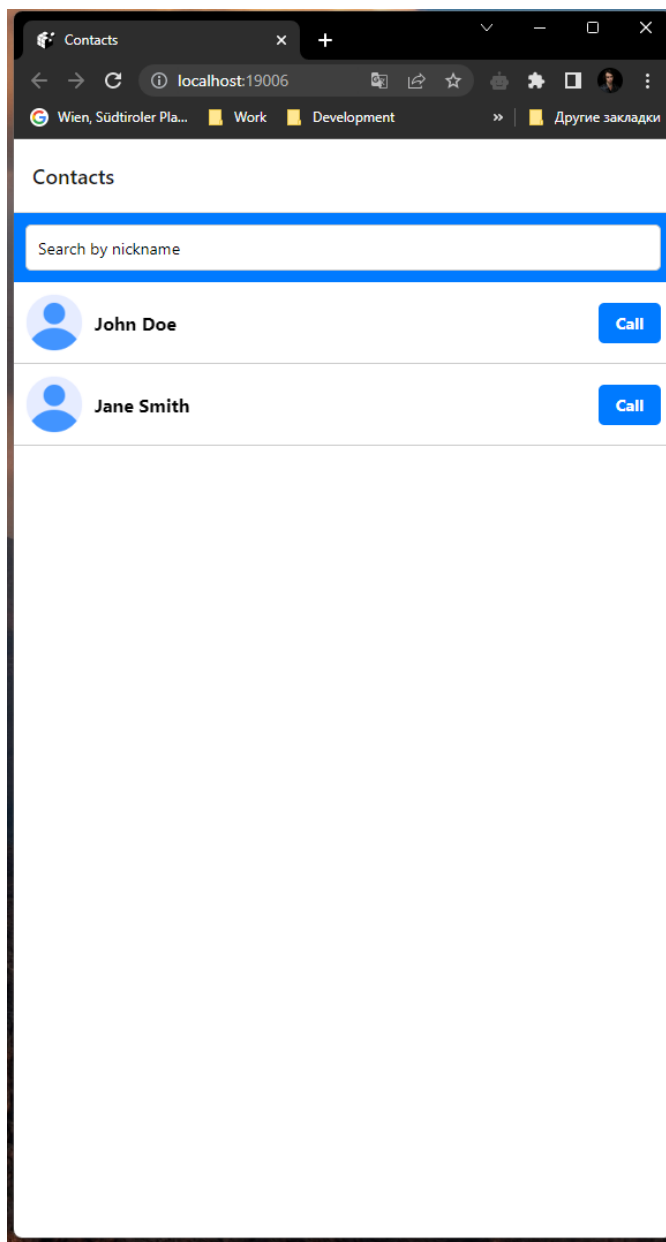 Contacts
localhost:19006
Wien, Südtiroler Pla... Work Development » Другие закладки
Contacts
Search by nickname
John Doe Call
Jane Smith Call